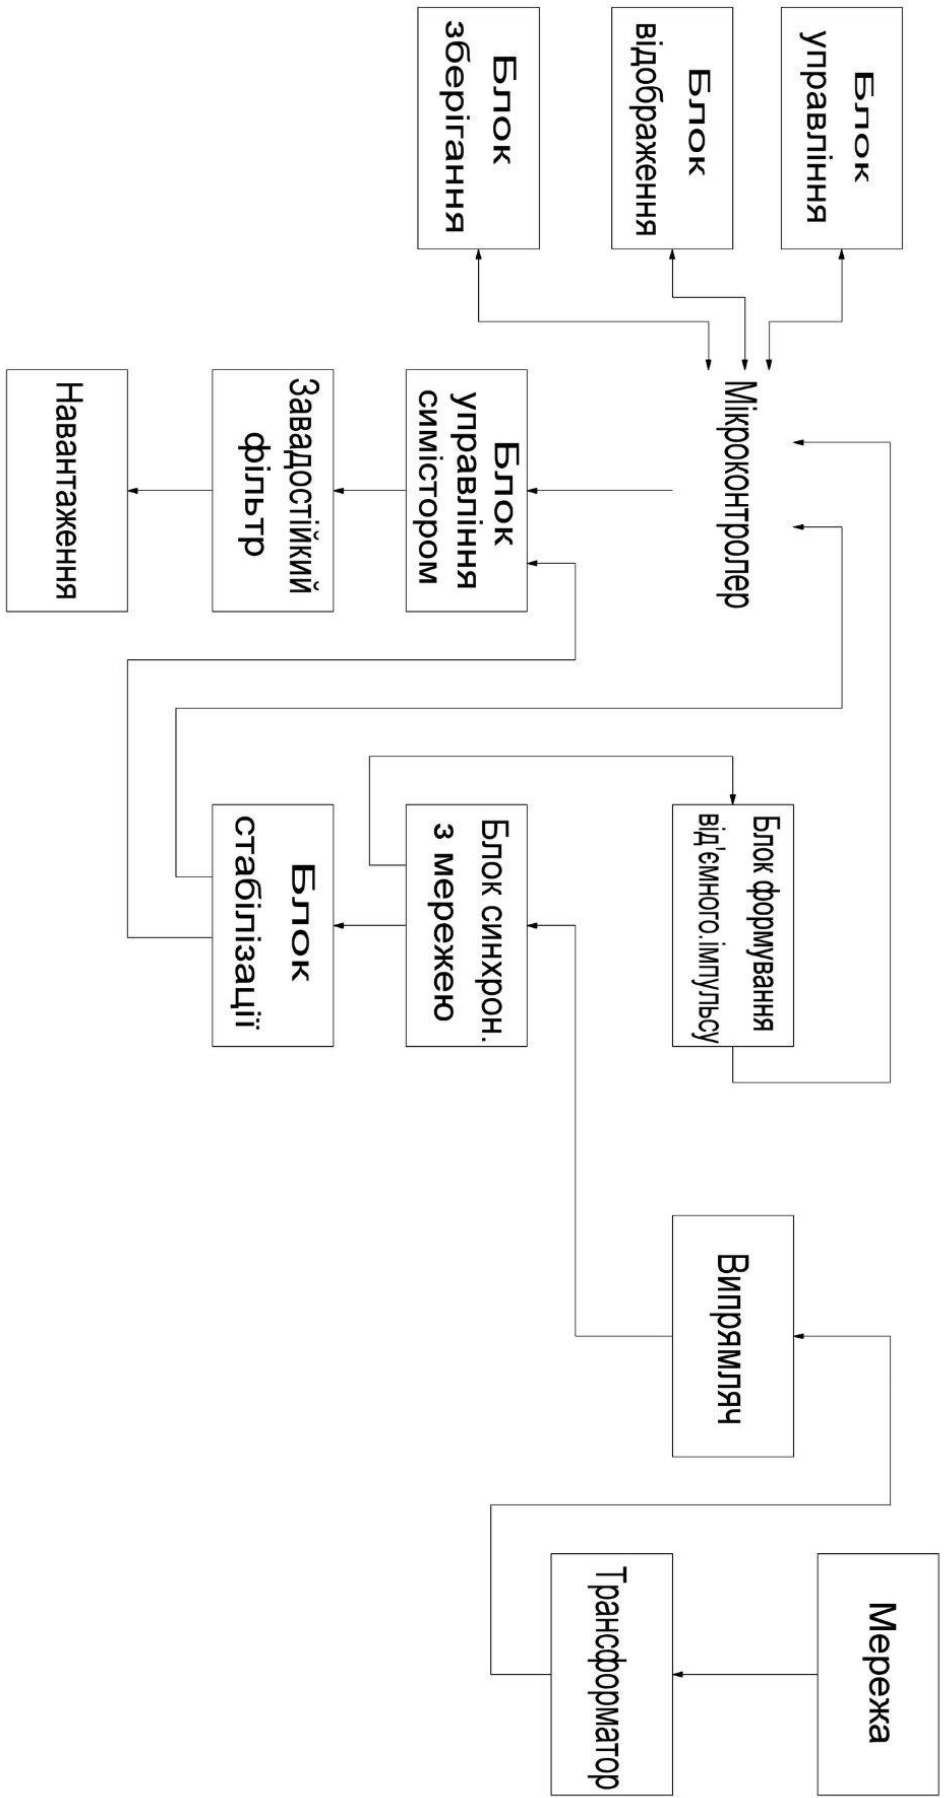 Блок
управління
Блок
відображення
Блок
зберігання
Мікроконтролер
Блок
управління
симістором
Завадостійкий
фільтр
Навантаження
Блок формування
від'ємного.імпульсу
Блок синхрон.
з мережею
Блок
стабілізації
Випрямляч
Мережа
Трансформатор